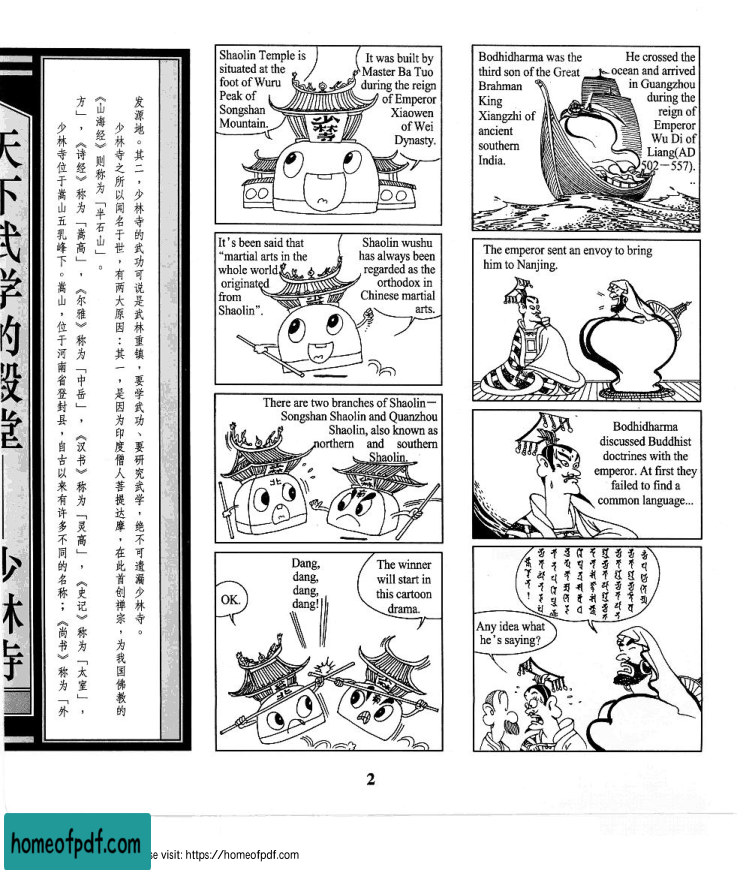 天下武学的殿堂——少林寺
少林寺位于嵩山五乳峰下。嵩山，位于河南省登封县，自古以来有许多不同的名称；《尚书》称为「外
方」，《诗经》称为「嵩高」，《尔雅》称为「中岳」，《汉书》称为「灵高」，《史记》称为「太室」，
《山海经》则称为「半石山」。
少林寺之所以闻名于世，有两大原因：其一，是因为印度僧人菩提达摩，在此首创禅宗，为我国佛教的
发源地。其二，少林寺的武功可说是武林重镇，要学武功、要研究武学，绝不可遗漏少林寺。
Shaolin Temple is
situated at the
foot of Wuru
Peak of
Songshan
Mountain.
It was built by
Master Ba Tuo
during the reign
of Emperor
Xiaowen
of Wei
Dynasty.
少林寺
It's been said that
"martial arts in the
whole world
originated
from
Shaolin".
Shaolin wushu
has always been
regarded as the
orthodox in
Chinese martial
arts.
There are two branches of Shaolin—
Songshan Shaolin and Quanzhou
Shaolin, also known as
northern and southern
Shaolin.
北
OK.
Dang,
dang,
dang,
dang!
The winner
will start in
this cartoon
drama.
北
Bodhidharma was the
third son of the Great
Brahman
King
Xiangzhi of
ancient
southern
India.
He crossed the
ocean and arrived
in Guangzhou
during the
reign of
Emperor
Wu Di of
Liang(AD
502－557).
The emperor sent an envoy to bring
him to Nanjing.
Bodhidharma
discussed Buddhist
doctrines with the
emperor. At first they
failed to find a
common language...
Any idea what
he's saying?
2
homeofpdf.com
se visit: https://homeofpdf.com